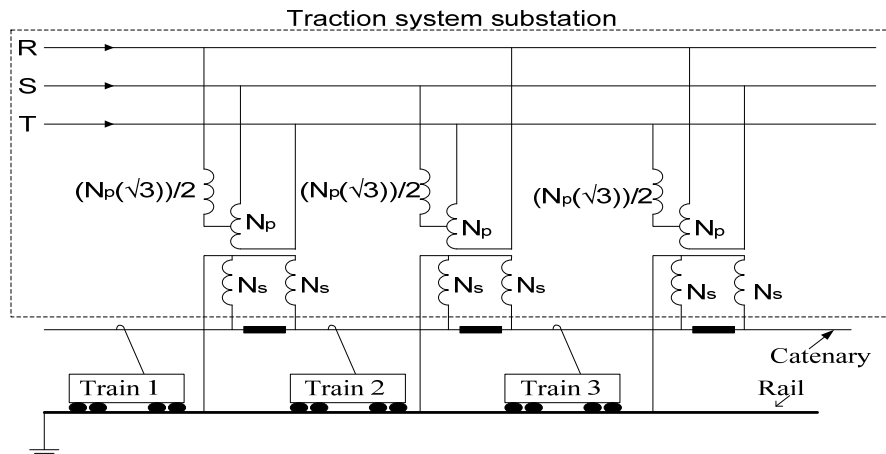 Traction system substation
R
S
T
(Np(√3))/2
(Np(√3))/2
(Np(√3))/2
Np
Np
Np
Ns
Ns
Ns
Ns
Ns
Ns
Catenary
Train 1
Train 2
Train 3
Rail